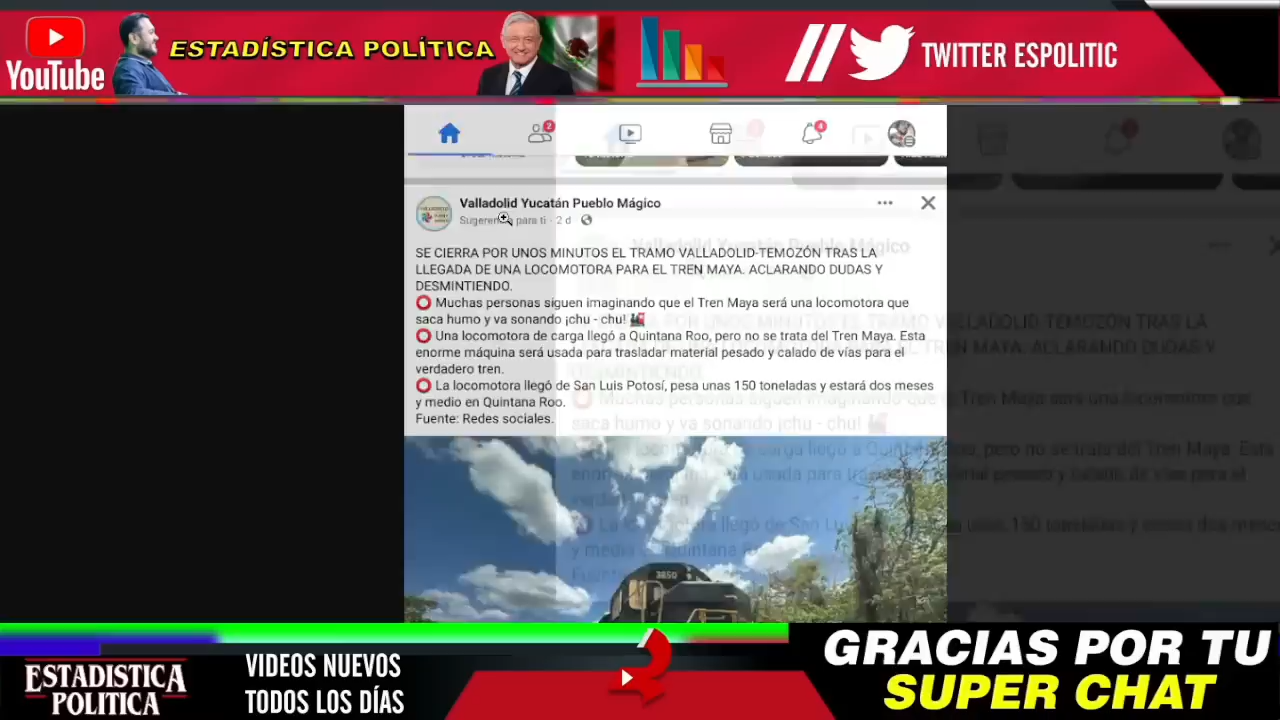 YouTube
ESTADÍSTICA POLÍTICA
TWITTER ESPOLITIC
2
4
Valladolid Yucatán Pueblo Mágico
Sugerencia para ti · 2 d
SE CIERRA POR UNOS MINUTOS EL TRAMO VALLADOLID-TEMOZÓN TRAS LA
LLEGADA DE UNA LOCOMOTORA PARA EL TREN MAYA. ACLARANDO DUDAS Y
DESMINTIENDO.
Muchas personas siguen imaginando que el Tren Maya será una locomotora que
saca humo y va sonando ¡chu - chu!
Una locomotora de carga llegó a Quintana Roo, pero no se trata del Tren Maya. Esta
enorme máquina será usada para trasladar material pesado y calado de vías para el
verdadero tren.
La locomotora llegó de San Luis Potosí, pesa unas 150 toneladas y estará dos meses
y medio en Quintana Roo.
Fuente: Redes sociales.
3850
ESTADISTICA
POLITICA
VIDEOS NUEVOS
TODOS LOS DÍAS
GRACIAS POR TU
SUPER CHAT